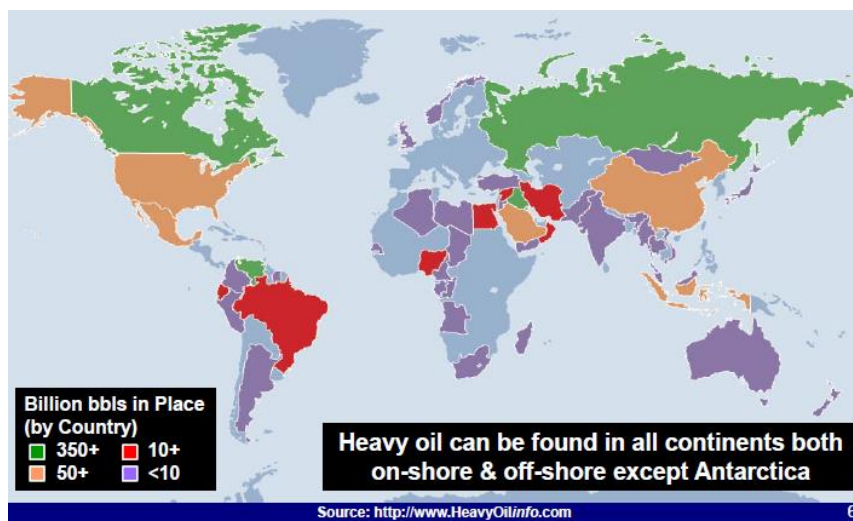 Billion bbls in Place
(by Country)
350+ 10+
50+ <10
Heavy oil can be found in all continents both
on-shore & off-shore except Antarctica
Source: http://www.HeavyOilinfo.com
6